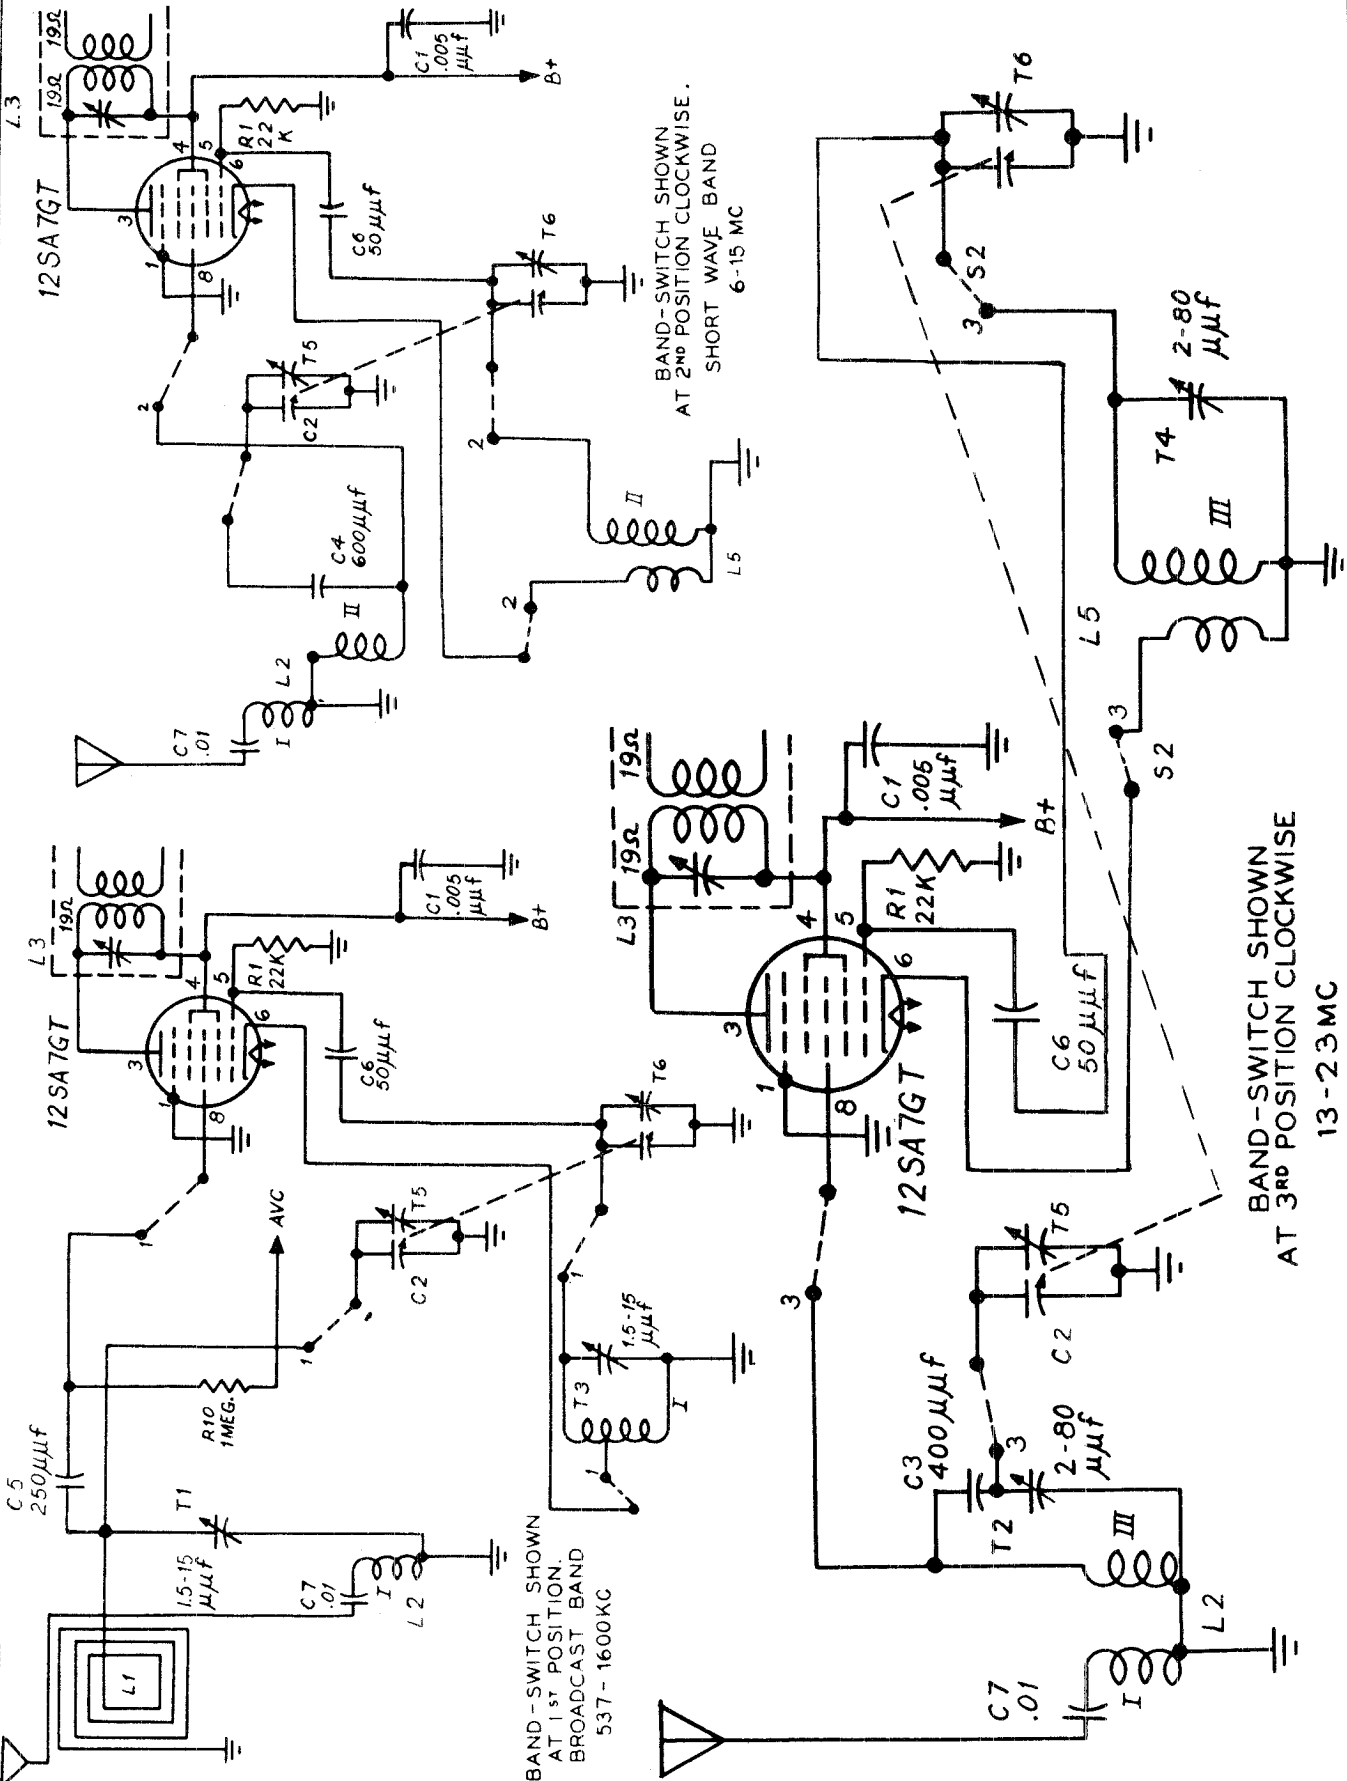 L3
19Ω
19Ω
12SA7GT
3
4
5
6
1
8
R1
22
K
C1
.005
µµf
B+
C6
50µµf
T6
2
T5
C2
C4
600µµf
2
II
L5
2
C7
.01
I
L2
II
BAND-SWITCH SHOWN
AT 2ND POSITION CLOCKWISE.
SHORT WAVE BAND
6-15 MC
L3
19Ω
12SA7GT
3
4
5
6
1
8
R1
22K
C1
.005
µµf
B+
C6
50µµf
T6
1
AVC
T5
C2
1
R10
1MEG.
C5
250µµf
T1
1.5-15
µµf
L1
C7
.01
I
L2
1
T3
1.5-15
µµf
I
1
BAND-SWITCH SHOWN
AT 1ST POSITION.
BROADCAST BAND
537-1600KC
L3
19Ω
19Ω
12SA7GT
3
4
5
6
1
8
R1
22K
C1
.005
µµf
B+
C6
50µµf
T6
S2
3
T4
2-80
µµf
III
L5
3
S2
3
C3
400µµf
T2
3
2-80
µµf
C2
T5
III
L2
C7
.01
I
BAND-SWITCH SHOWN
AT 3RD POSITION CLOCKWISE
13-23MC